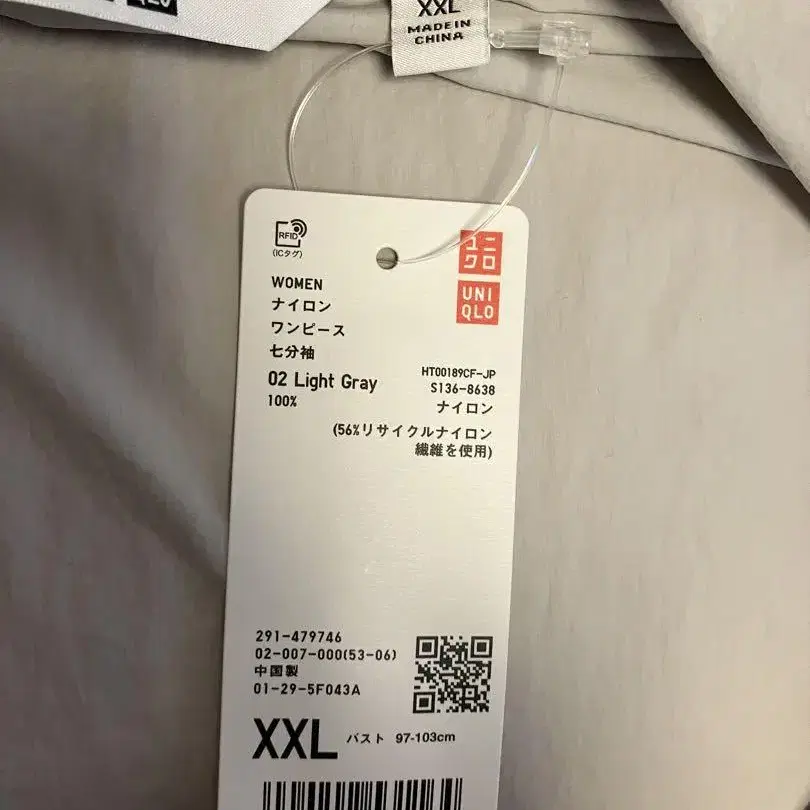 XXL
MADE IN
CHINA
RFID
(ICタグ)
ユニ
クロ
UNI
QLO
WOMEN
ナイロン
ワンピース
七分袖
02 Light Gray
100%
HT00189CF-JP
S136-8638
ナイロン
(56%リサイクルナイロン
繊維を使用)
291-479746
02-007-000(53-06)
中国製
01-29-5F043A
XXL バスト 97-103cm